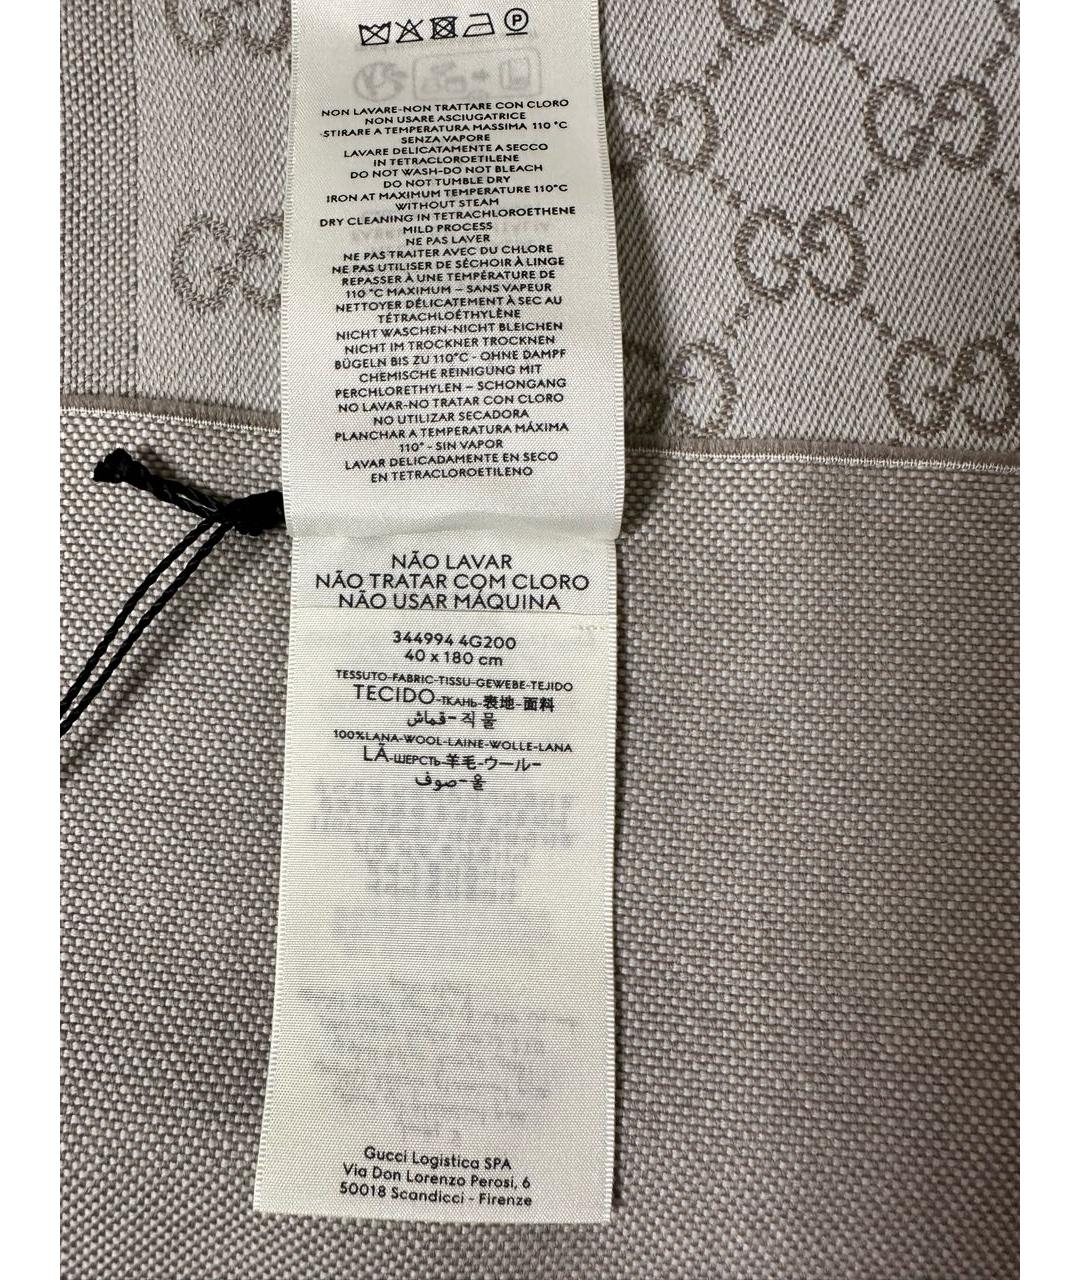 P
NON LAVARE-NON TRATTARE CON CLORO
NON USARE ASCIUGATRICE
STIRARE A TEMPERATURA MASSIMA 110 °C
SENZA VAPORE
LAVARE DELICATAMENTE A SECCO
IN TETRACLOROETILENE
DO NOT WASH-DO NOT BLEACH
DO NOT TUMBLE DRY
IRON AT MAXIMUM TEMPERATURE 110°C
WITHOUT STEAM
DRY CLEANING IN TETRACHLOROETHENE
MILD PROCESS
NE PAS LAVER
NE PAS TRAITER AVEC DU CHLORE
NE PAS UTILISER DE SÉCHOIR À LINGE
REPASSER À UNE TEMPÉRATURE DE
110 °C MAXIMUM – SANS VAPEUR
NETTOYER DÉLICATEMENT À SEC AU
TÉTRACHLOÉTHYLÈNE
NICHT WASCHEN-NICHT BLEICHEN
NICHT IM TROCKNER TROCKNEN
BÜGELN BIS ZU 110°C - OHNE DAMPF
CHEMISCHE REINIGUNG MIT
PERCHLORETHYLEN – SCHONGANG
NO LAVAR-NO TRATAR CON CLORO
NO UTILIZAR SECADORA
PLANCHAR A TEMPERATURA MÁXIMA
110° - SIN VAPOR
LAVAR DELICADAMENTE EN SECO
EN TETRACLOROETILENO
NÃO LAVAR
NÃO TRATAR COM CLORO
NÃO USAR MÁQUINA
344994 4G200
40 x 180 cm
TESSUTO-FABRIC-TISSU-GEWEBE-TEJIDO
TECIDO-ТКАНЬ-表地-面料
قماش-직물
100%LANA-WOOL-LAINE-WOLLE-LANA
LÃ-ШЕРСТЬ-羊毛-ウール-
صوف-울
Gucci Logistica SPA
Via Don Lorenzo Perosi, 6
50018 Scandicci - Firenze